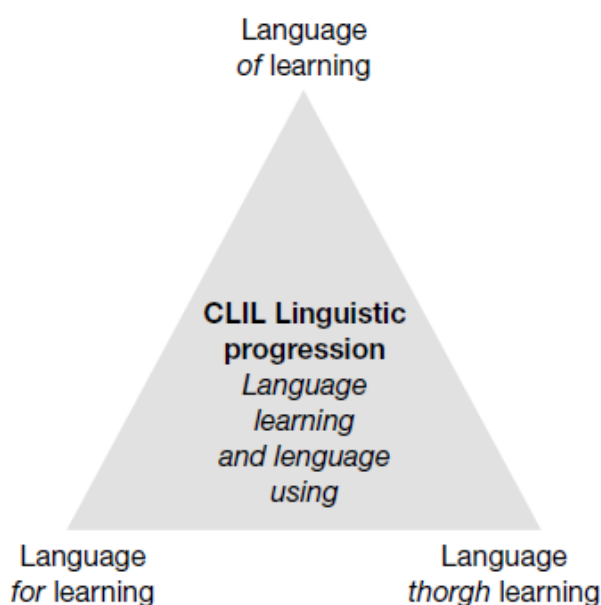 Language
of learning
CLIL Linguistic
progression
Language
learning
and lenguage
using
Language
for learning
Language
thorgh learning